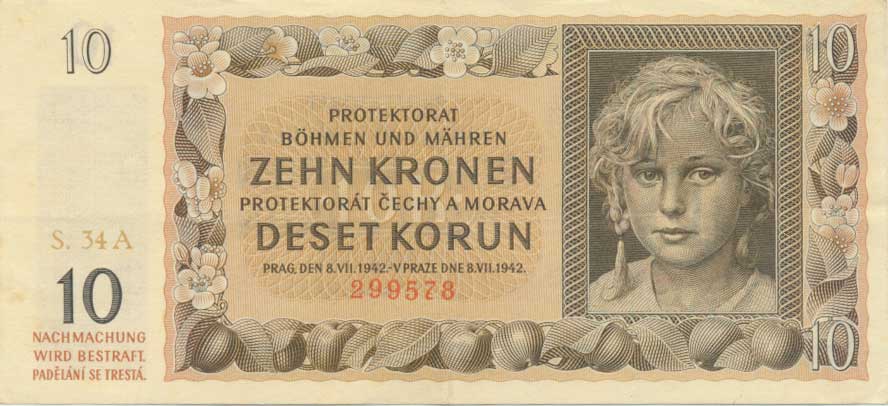 10
10
PROTEKTORAT
BÖHMEN UND MÄHREN
ZEHN KRONEN
PROTEKTORÁT ČECHY A MORAVA
DESET KORUN
PRAG, DEN 8.VII.1942.-V PRAZE DNE 8.VII.1942.
299578
S. 34 A
10
NACHMACHUNG
WIRD BESTRAFT.
PADĚLÁNÍ SE TRESTÁ.
10